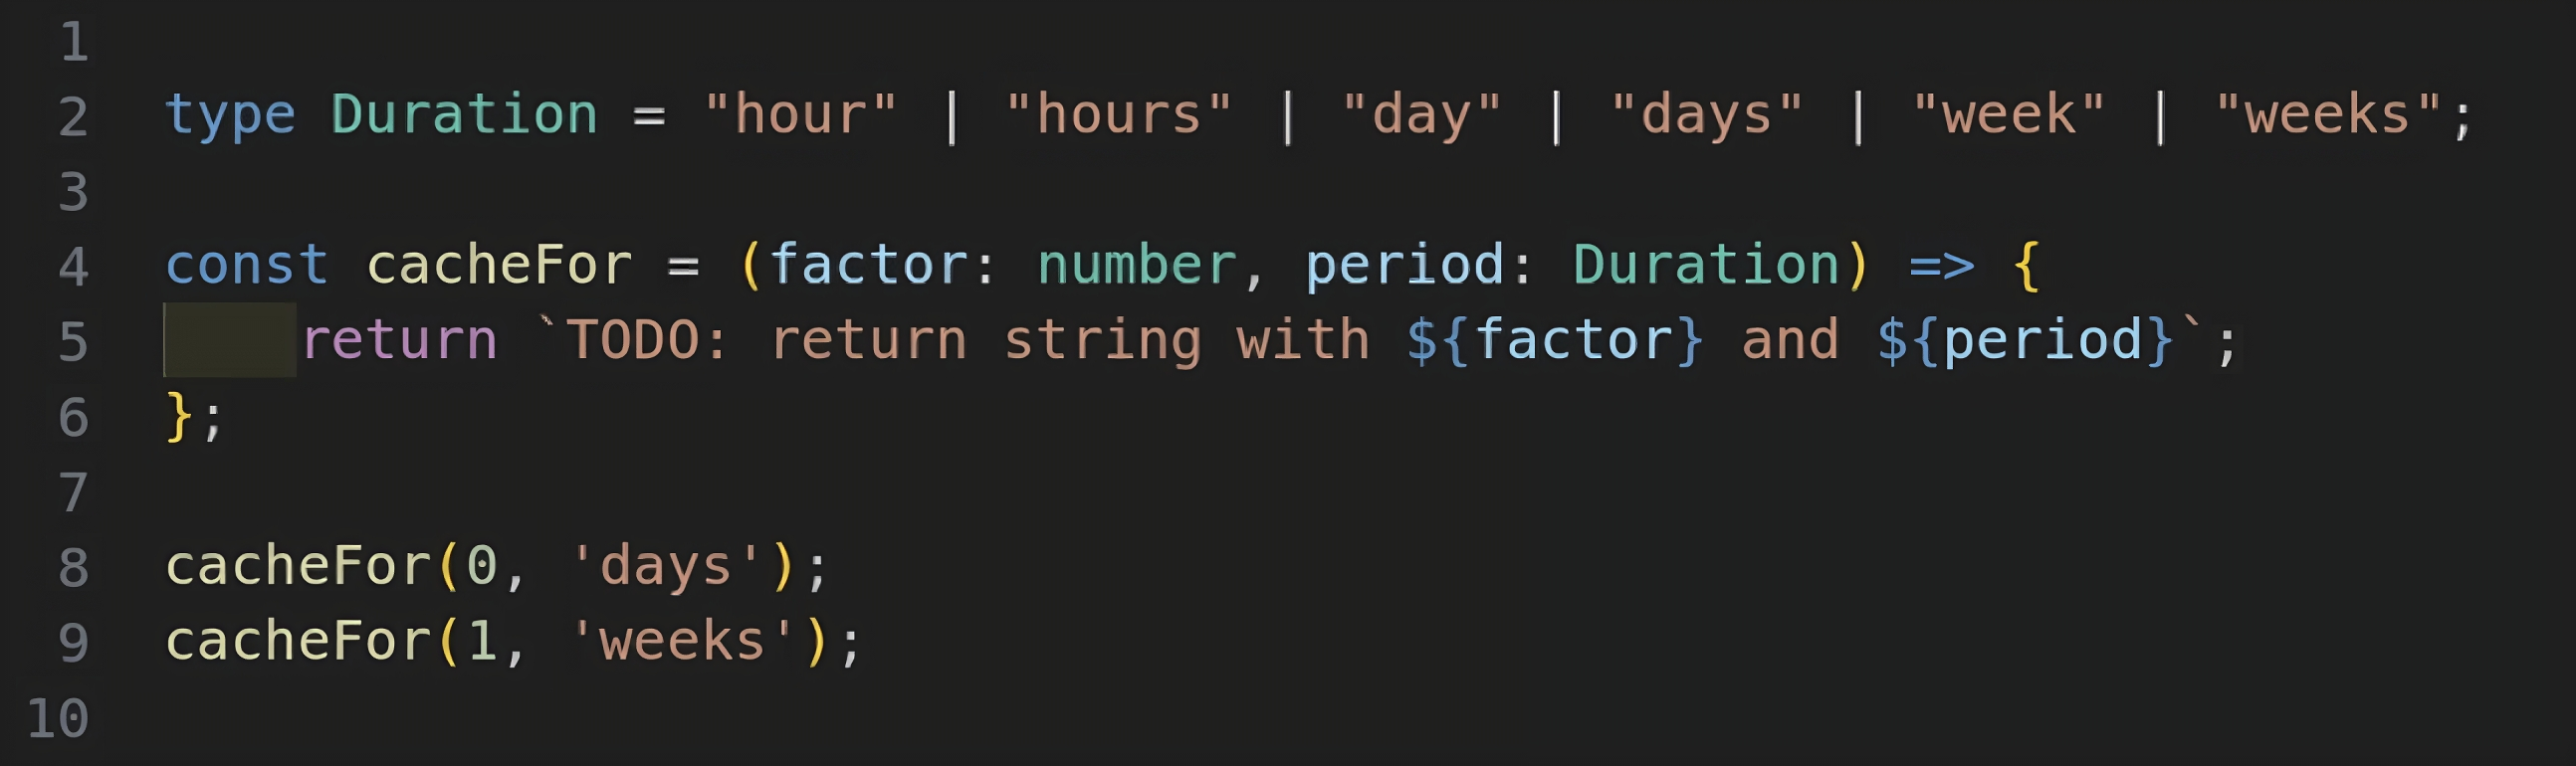 1
2 type Duration = "hour" | "hours" | "day" | "days" | "week" | "weeks";
3
4 const cacheFor = (factor: number, period: Duration) => {
5     return `TODO: return string with ${factor} and ${period}`;
6 };
7
8 cacheFor(0, 'days');
9 cacheFor(1, 'weeks');
10